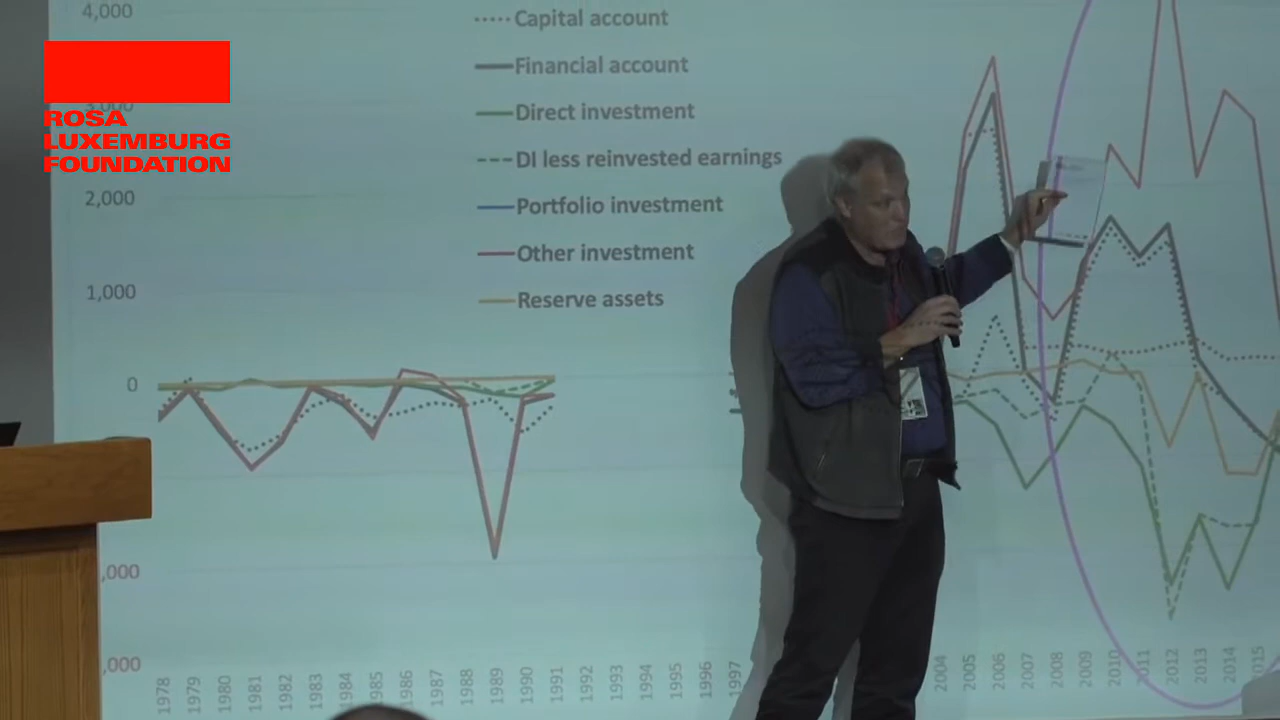 4,000
3,000
2,000
1,000
0
,000
,000
ROSA
LUXEMBURG
FOUNDATION
Capital account
Financial account
Direct investment
DI less reinvested earnings
Portfolio investment
Other investment
Reserve assets
1978 1979 1980 1981 1982 1983 1984 1985 1986 1987 1988 1989 1990 1991 1992 1993 1994 1995 1996 1997 2004 2005 2006 2007 2008 2009 2010 2011 2012 2013 2014 2015